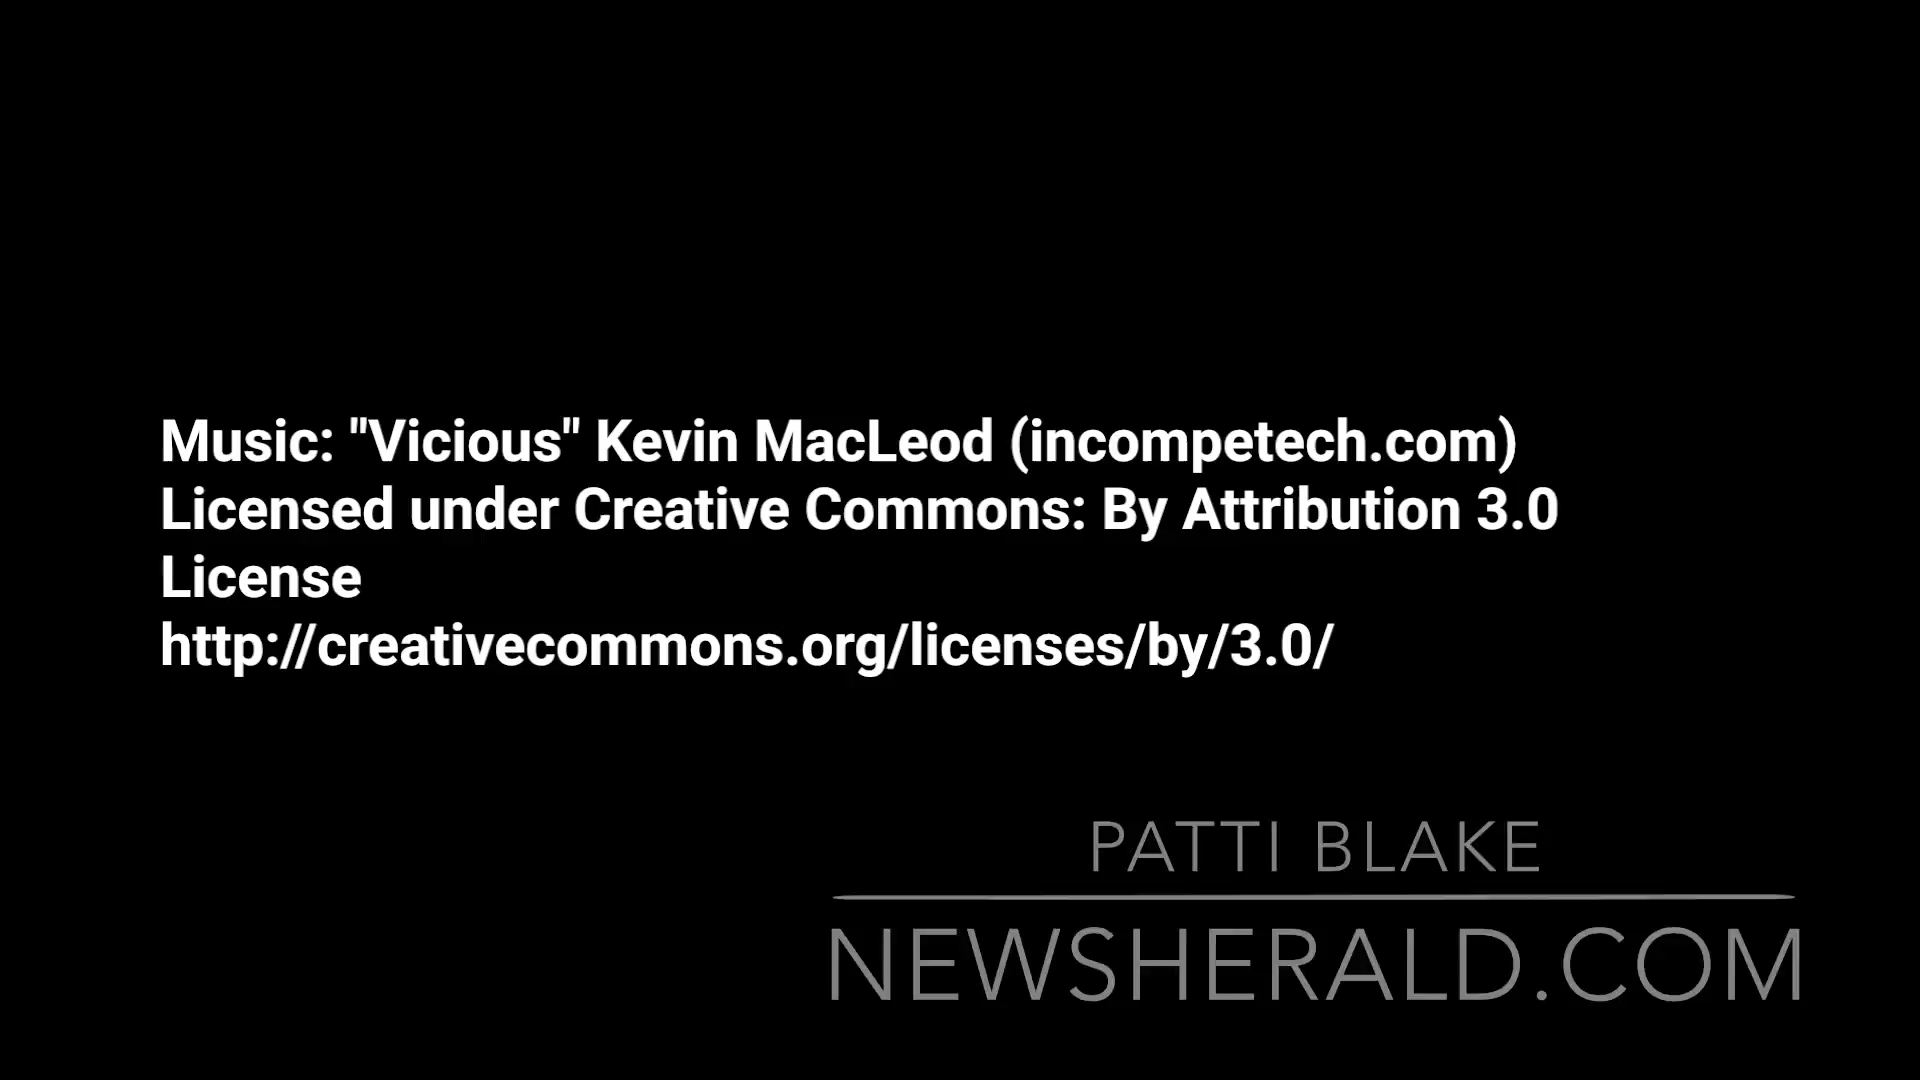 Music: "Vicious" Kevin MacLeod (incompetech.com)
Licensed under Creative Commons: By Attribution 3.0
License
http://creativecommons.org/licenses/by/3.0/
PATTI BLAKE
NEWSHERALD.COM